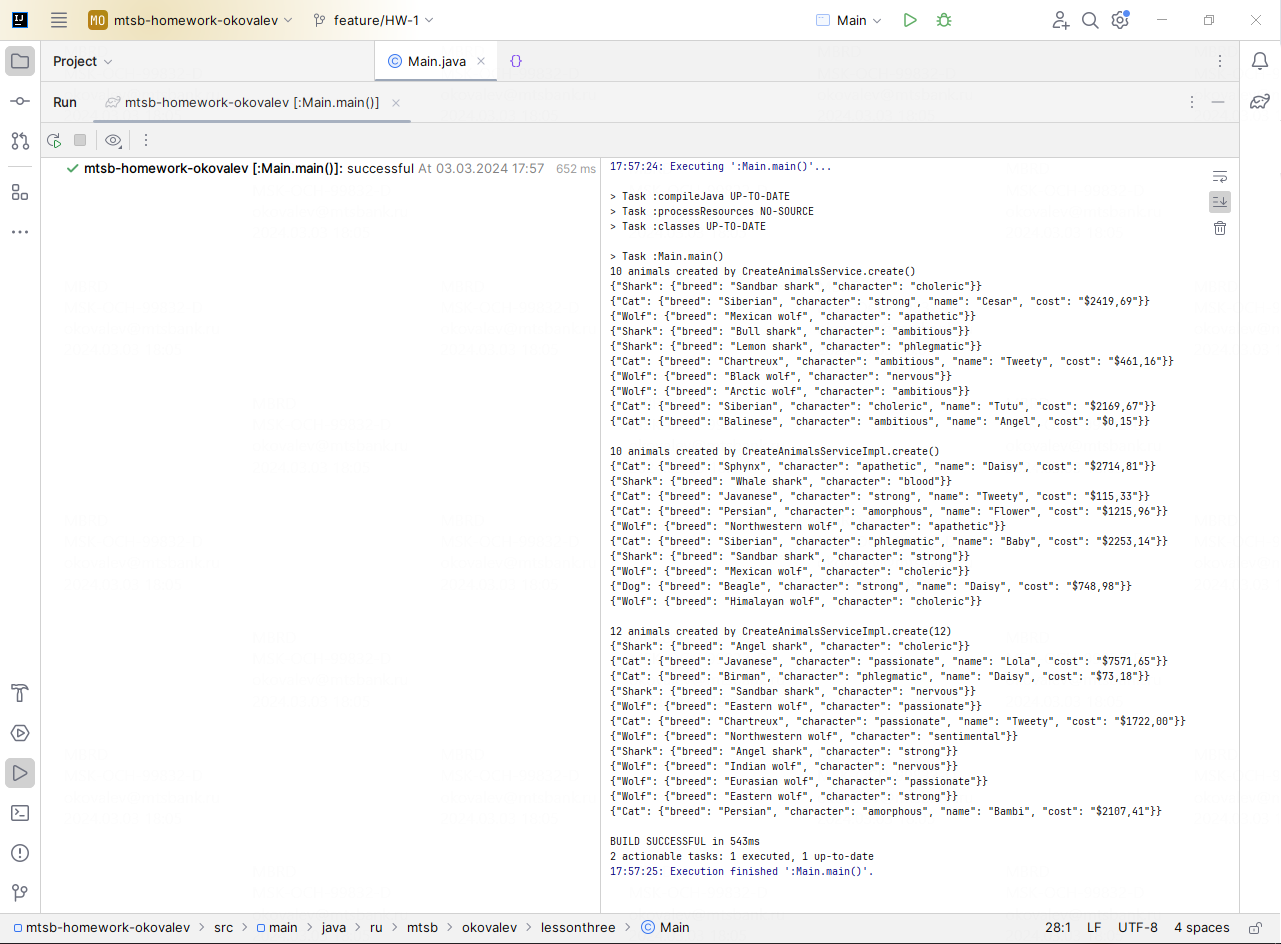 MO mtsb-homework-okovalev feature/HW-1 Main
Project Main.java {}
Run mtsb-homework-okovalev [:Main.main()]
mtsb-homework-okovalev [:Main.main()]: successful At 03.03.2024 17:57 652 ms
17:57:24: Executing ':Main.main()'...
> Task :compileJava UP-TO-DATE
> Task :processResources NO-SOURCE
> Task :classes UP-TO-DATE
> Task :Main.main()
10 animals created by CreateAnimalsService.create()
{"Shark": {"breed": "Sandbar shark", "character": "choleric"}}
{"Cat": {"breed": "Siberian", "character": "strong", "name": "Cesar", "cost": "$2419,69"}}
{"Wolf": {"breed": "Mexican wolf", "character": "apathetic"}}
{"Shark": {"breed": "Bull shark", "character": "ambitious"}}
{"Shark": {"breed": "Lemon shark", "character": "phlegmatic"}}
{"Cat": {"breed": "Chartreux", "character": "ambitious", "name": "Tweety", "cost": "$461,16"}}
{"Wolf": {"breed": "Black wolf", "character": "nervous"}}
{"Wolf": {"breed": "Arctic wolf", "character": "ambitious"}}
{"Cat": {"breed": "Siberian", "character": "choleric", "name": "Tutu", "cost": "$2169,67"}}
{"Cat": {"breed": "Balinese", "character": "ambitious", "name": "Angel", "cost": "$0,15"}}
10 animals created by CreateAnimalsServiceImpl.create()
{"Cat": {"breed": "Sphynx", "character": "apathetic", "name": "Daisy", "cost": "$2714,81"}}
{"Shark": {"breed": "Whale shark", "character": "blood"}}
{"Cat": {"breed": "Javanese", "character": "strong", "name": "Tweety", "cost": "$115,33"}}
{"Cat": {"breed": "Persian", "character": "amorphous", "name": "Flower", "cost": "$1215,96"}}
{"Wolf": {"breed": "Northwestern wolf", "character": "apathetic"}}
{"Cat": {"breed": "Siberian", "character": "phlegmatic", "name": "Baby", "cost": "$2253,14"}}
{"Shark": {"breed": "Sandbar shark", "character": "strong"}}
{"Wolf": {"breed": "Mexican wolf", "character": "choleric"}}
{"Dog": {"breed": "Beagle", "character": "strong", "name": "Daisy", "cost": "$748,98"}}
{"Wolf": {"breed": "Himalayan wolf", "character": "choleric"}}
12 animals created by CreateAnimalsServiceImpl.create(12)
{"Shark": {"breed": "Angel shark", "character": "choleric"}}
{"Cat": {"breed": "Javanese", "character": "passionate", "name": "Lola", "cost": "$7571,65"}}
{"Cat": {"breed": "Birman", "character": "phlegmatic", "name": "Daisy", "cost": "$73,18"}}
{"Shark": {"breed": "Sandbar shark", "character": "nervous"}}
{"Wolf": {"breed": "Eastern wolf", "character": "passionate"}}
{"Cat": {"breed": "Chartreux", "character": "passionate", "name": "Tweety", "cost": "$1722,00"}}
{"Wolf": {"breed": "Northwestern wolf", "character": "sentimental"}}
{"Shark": {"breed": "Angel shark", "character": "strong"}}
{"Wolf": {"breed": "Indian wolf", "character": "nervous"}}
{"Wolf": {"breed": "Eurasian wolf", "character": "passionate"}}
{"Wolf": {"breed": "Eastern wolf", "character": "strong"}}
{"Cat": {"breed": "Persian", "character": "amorphous", "name": "Bambi", "cost": "$2107,41"}}
BUILD SUCCESSFUL in 543ms
2 actionable tasks: 1 executed, 1 up-to-date
17:57:25: Execution finished ':Main.main()'.
mtsb-homework-okovalev > src > main > java > ru > mtsb > okovalev > lessonthree > Main 28:1 LF UTF-8 4 spaces